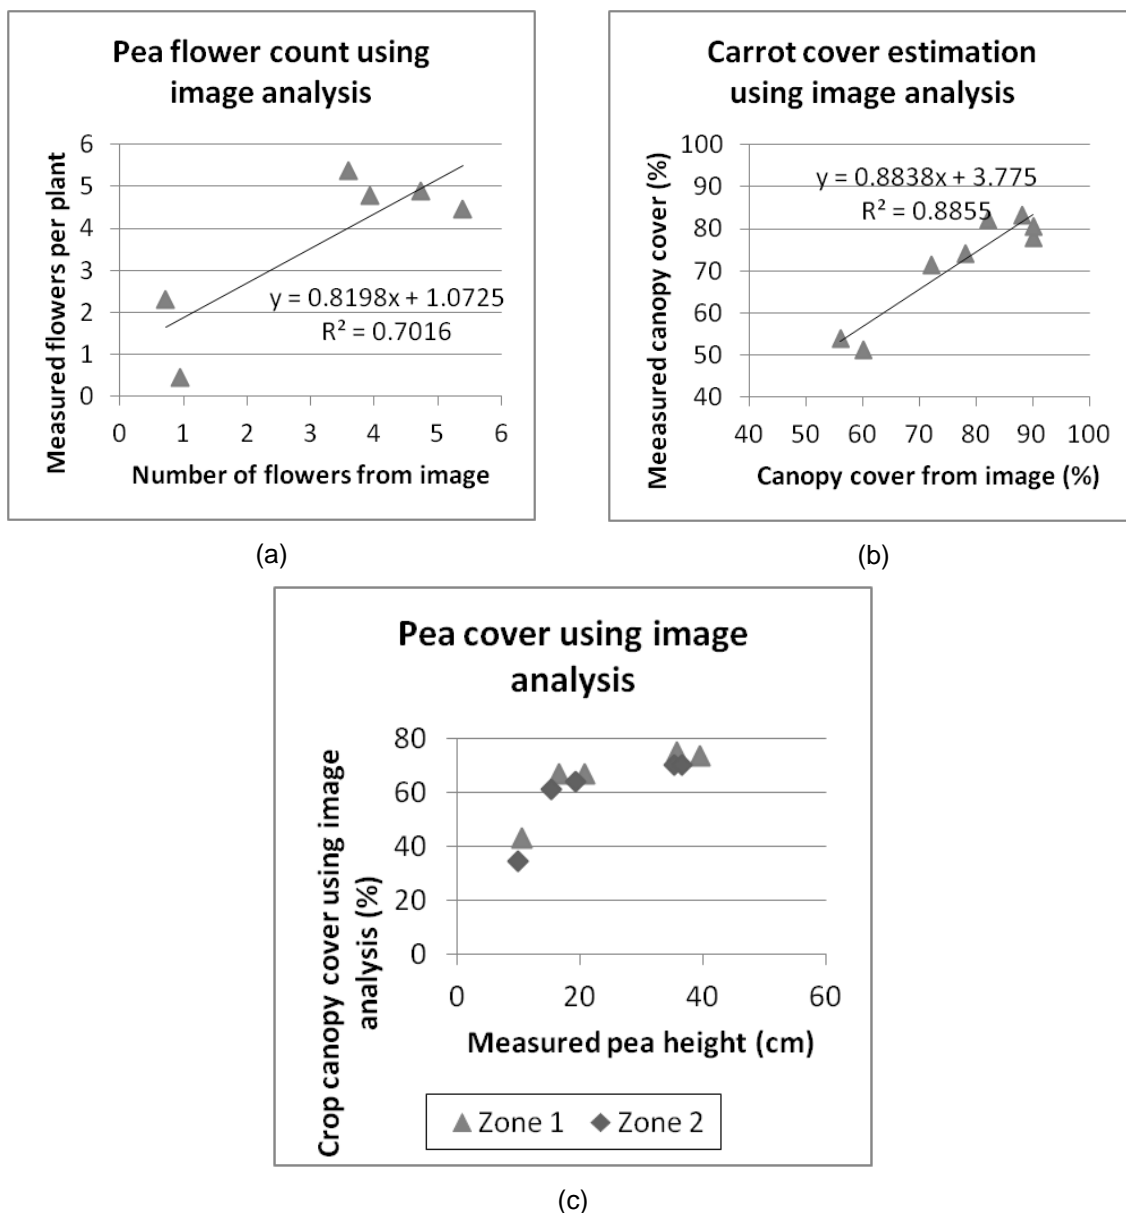 Pea flower count using
image analysis
Measured flowers per plant
6
5
4
3
2
1
0
y = 0.8198x + 1.0725
R² = 0.7016
0 1 2 3 4 5 6
Number of flowers from image
(a)
Carrot cover estimation
using image analysis
Meeasured canopy cover (%)
100
90
80
70
60
50
40
y = 0.8838x + 3.775
R² = 0.8855
40 50 60 70 80 90 100
Canopy cover from image (%)
(b)
Pea cover using image
analysis
Crop canopy cover using image
analysis (%)
80
60
40
20
0
0 20 40 60
Measured pea height (cm)
Zone 1 Zone 2
(c)